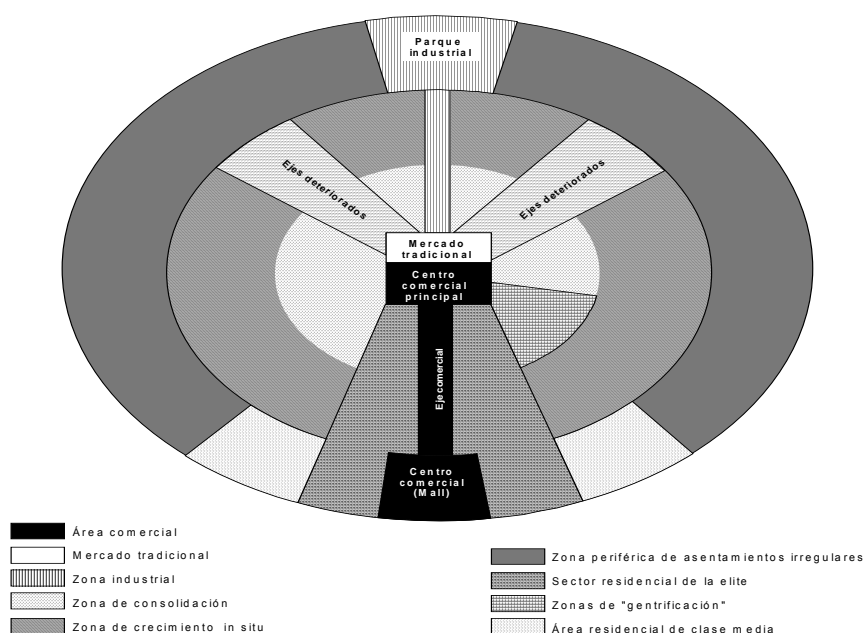 Parque
industrial
Ejes deteriorados
Ejes deteriorados
Mercado
tradicional
Centro
comercial
principal
Eje comercial
Centro
comercial
(Mall)
Área comercial
Mercado tradicional
Zona industrial
Zona de consolidación
Zona de crecimiento in situ
Zona periférica de asentamientos irregulares
Sector residencial de la elite
Zonas de "gentrificación"
Área residencial de clase media